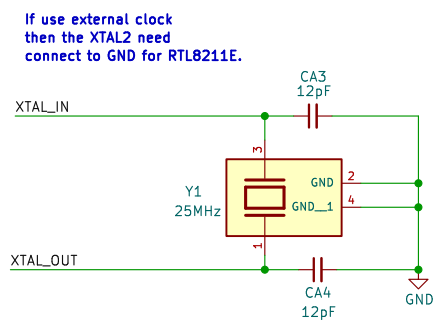 If use external clock
then the XTAL2 need
connect to GND for RTL8211E.
CA3
12pF
XTAL_IN
3
Y1
25MHz
GND
2
GND__1
4
1
XTAL_OUT
CA4
12pF
GND